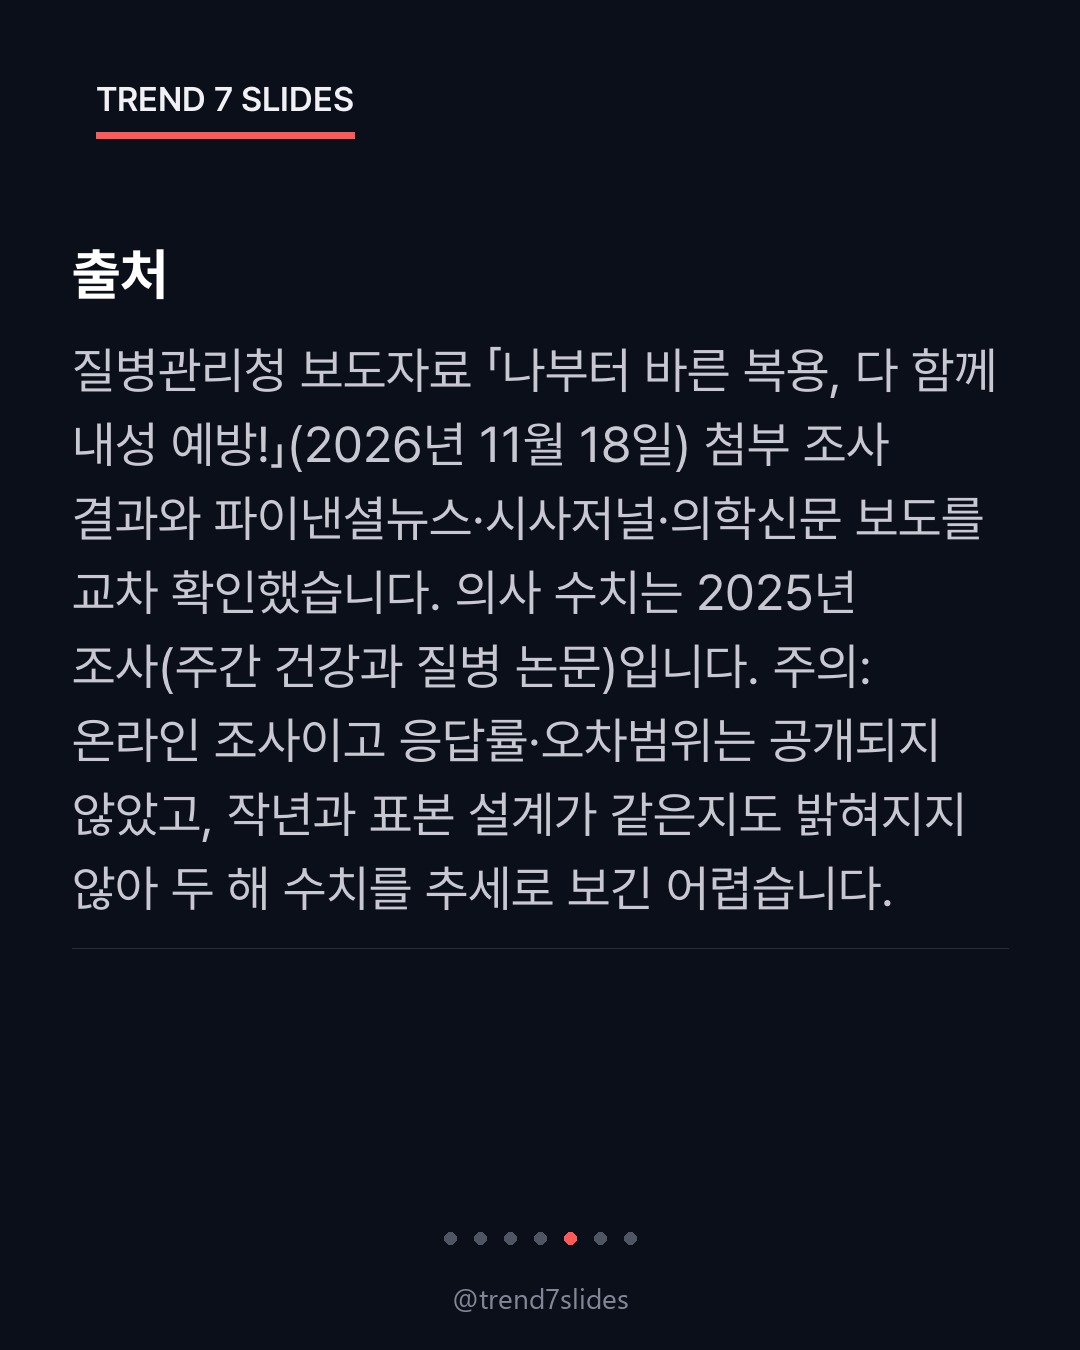 TREND 7 SLIDES
출처
질병관리청 보도자료 「나부터 바른 복용, 다 함께
내성 예방!」(2026년 11월 18일) 첨부 조사
결과와 파이낸셜뉴스·시사저널·의학신문 보도를
교차 확인했습니다. 의사 수치는 2025년
조사(주간 건강과 질병 논문)입니다. 주의:
온라인 조사이고 응답률·오차범위는 공개되지
않았고, 작년과 표본 설계가 같은지도 밝혀지지
않아 두 해 수치를 추세로 보긴 어렵습니다.
@trend7slides